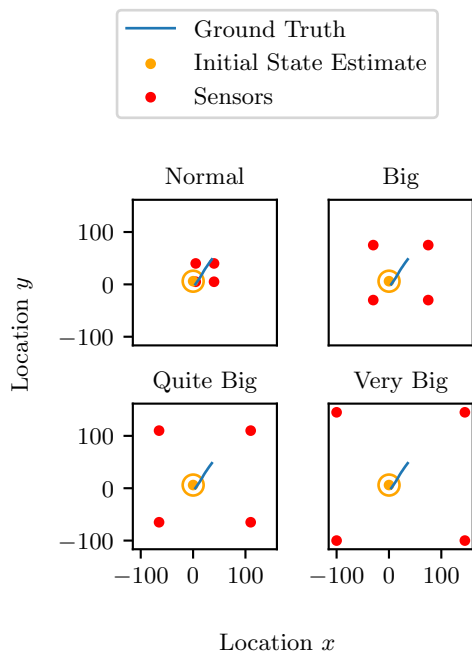 Ground Truth
Initial State Estimate
Sensors
Normal
Big
100
0
−100
Location y
Quite Big
Very Big
100
0
−100
−100 0 100
−100 0 100
Location x